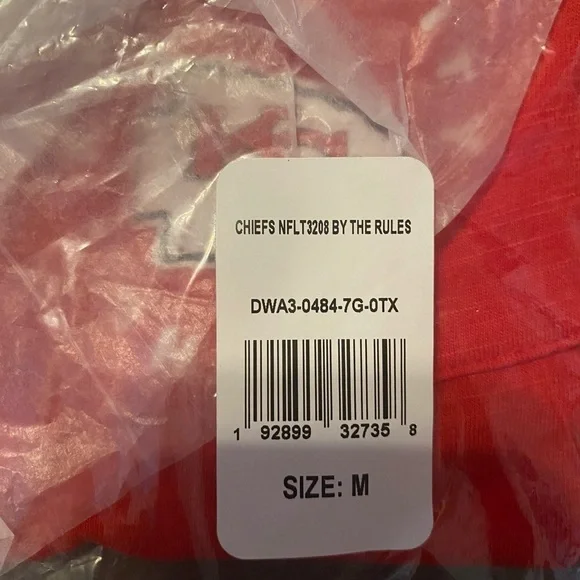 CHIEFS NFLT3208 BY THE RULES
DWA3-0484-7G-0TX
1 92899 32735 8
SIZE: M